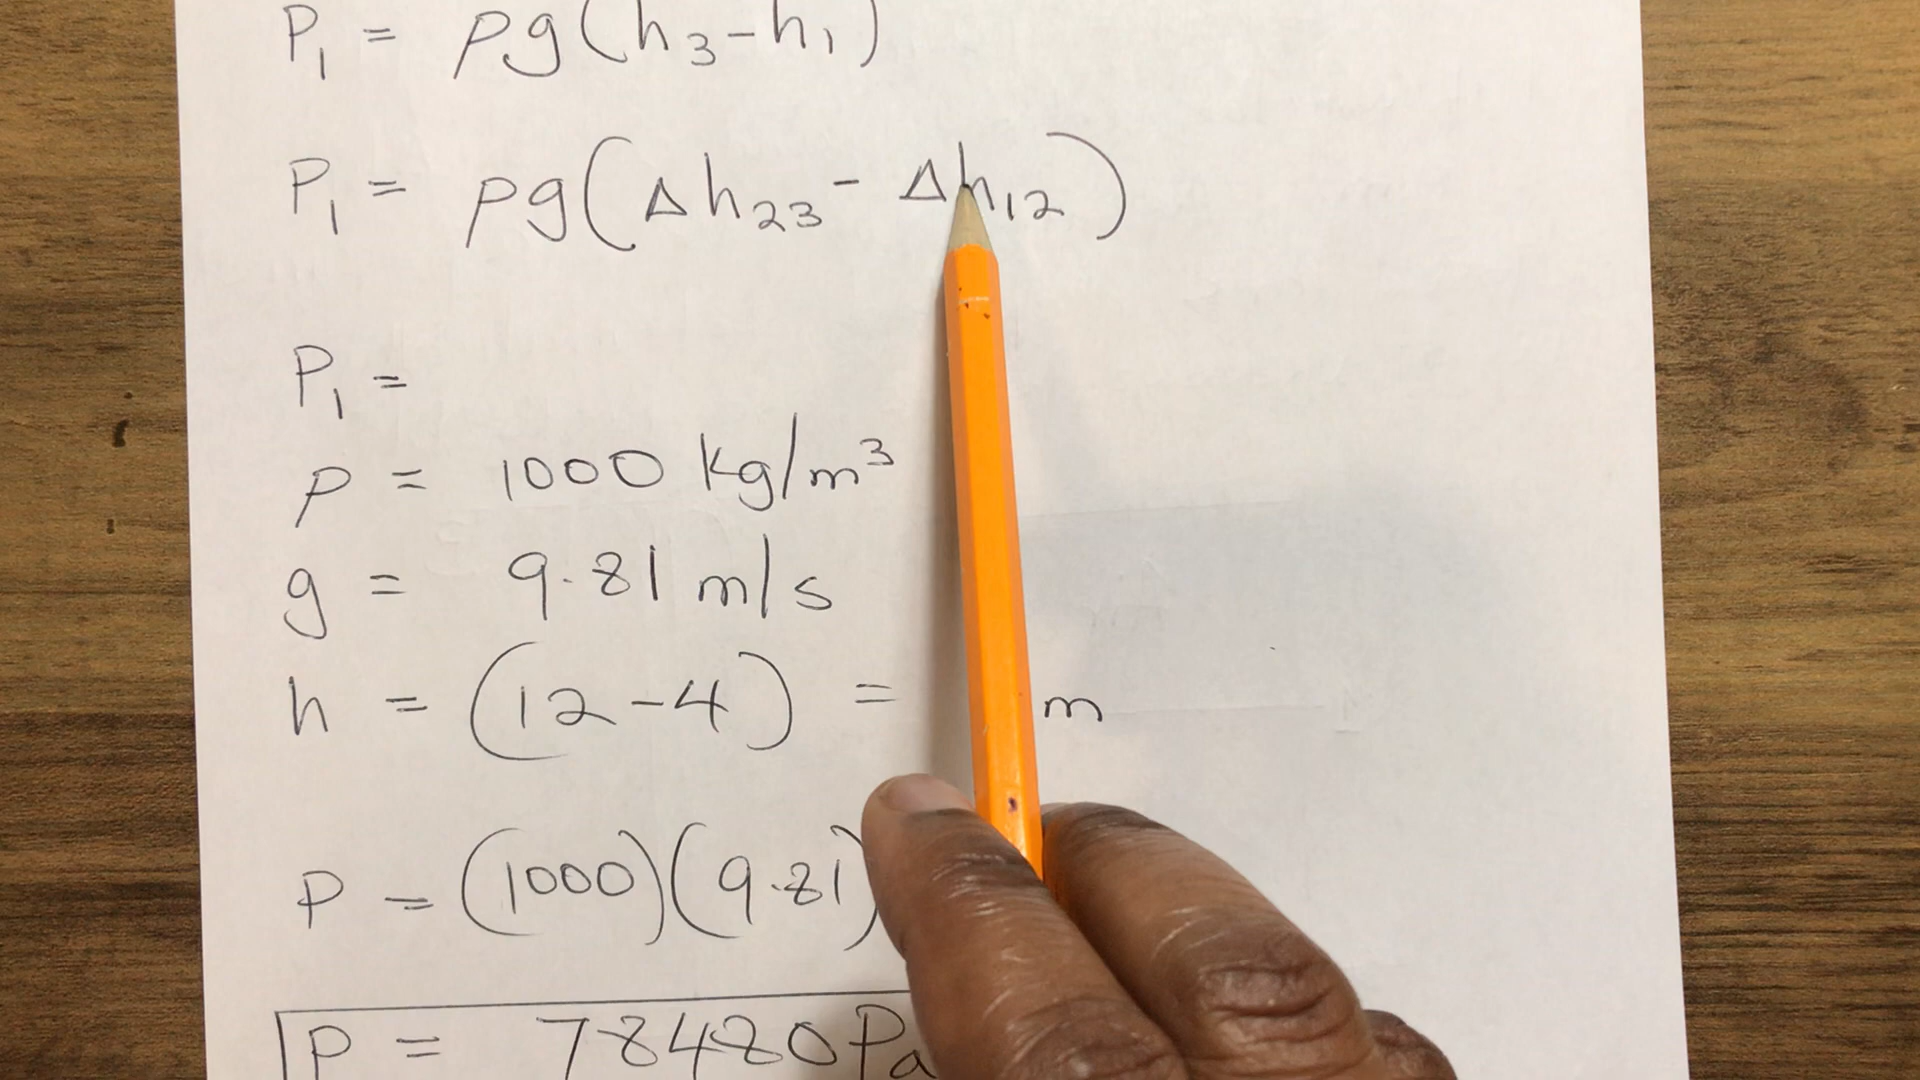 P₁ = ρg(h₃-h₁)
P₁ = ρg(Δh₂₃ - Δh₁₂)
P₁ =
ρ = 1000 kg/m³
g = 9.81 m/s
h = (12-4) = m
P = (1000)(9.81)
P = 78480Pa